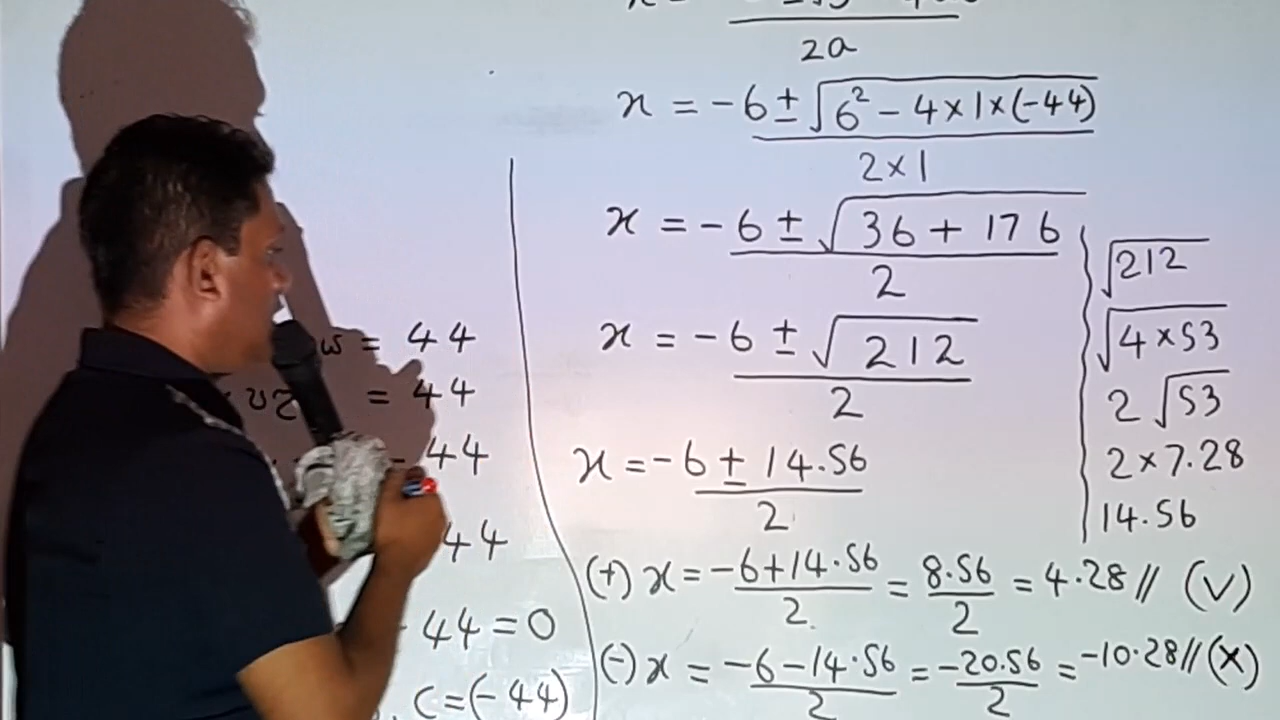 = 44
= 44
- 44
44
44 = 0
C = (-44)
2a
x = -6 ± √6² - 4 × 1 × (-44)
2 × 1
x = -6 ± √36 + 176
2
x = -6 ± √212
2
x = -6 ± 14.56
2
√212
√4 × 53
2 √53
2 × 7.28
14.56
(+) x = -6 + 14.56 / 2 = 8.56 / 2 = 4.28 // (√)
(-) x = -6 - 14.56 / 2 = -20.56 / 2 = -10.28 // (x)